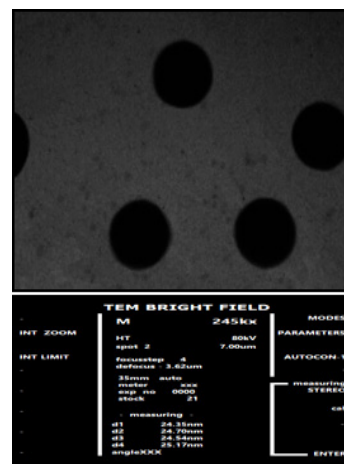 TEM BRIGHT FIELD
M 245kx
MODES
INT ZOOM
HT 80kV
PARAMETERS
spot 2 7.00um
INT LIMIT
focusstep 4
AUTOCON-1
defocus - 3.62um
35mm auto
meter xxx
measuring
exp no 0000
STEREO
stock 21
cal
- measuring -
d1 24.35nm
d2 24.70nm
d3 24.54nm
d4 25.17nm
angleXXX
ENTER